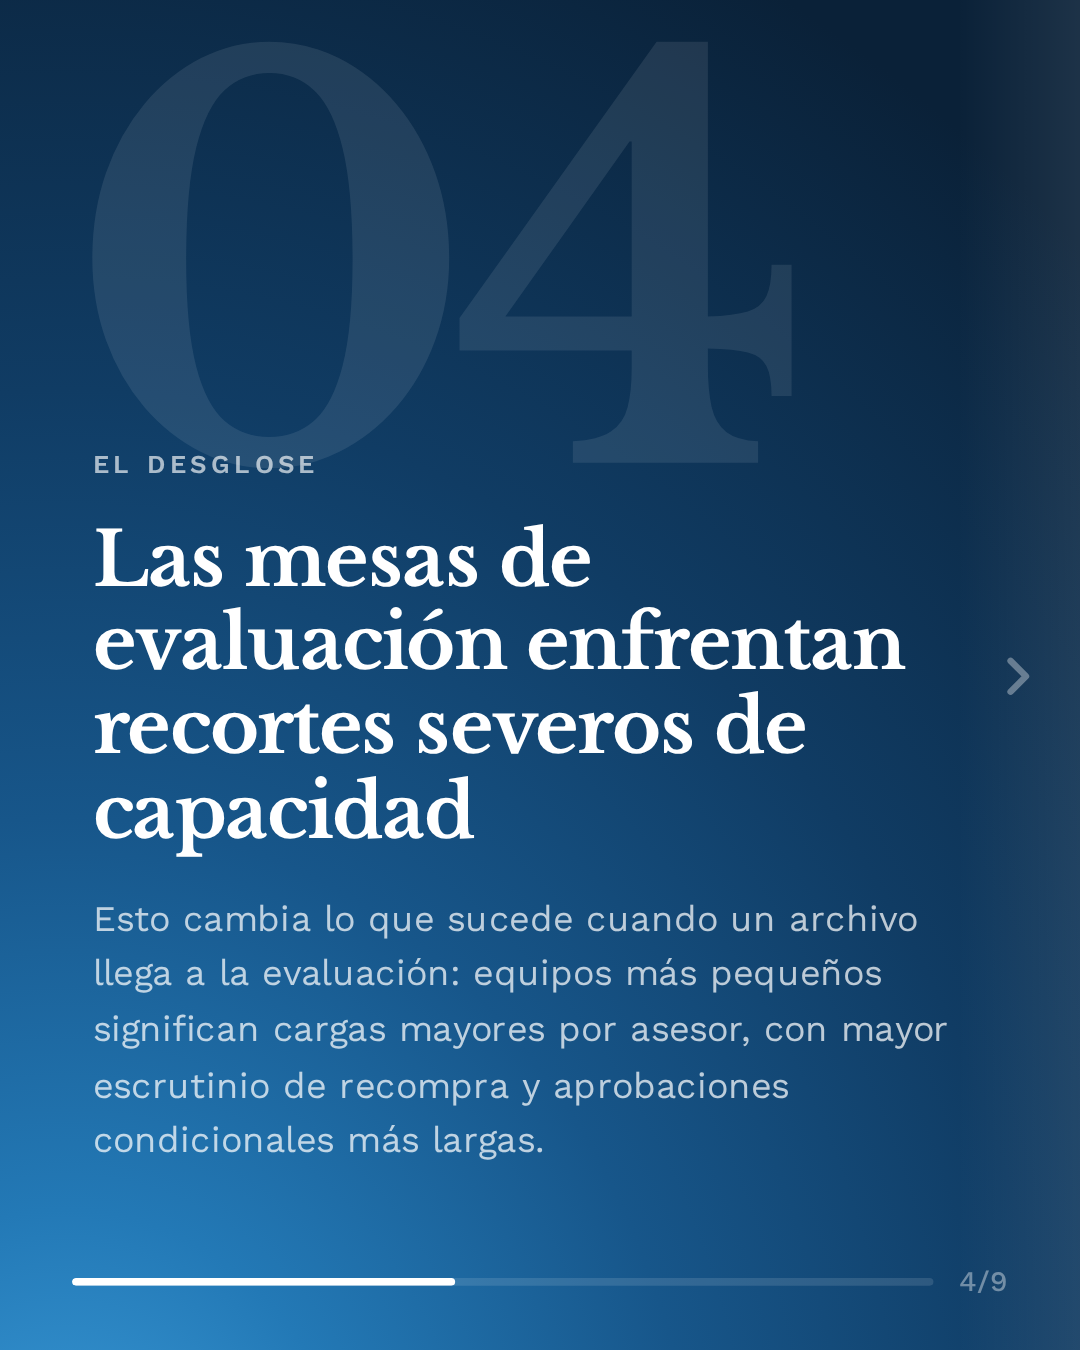 04
EL DESGLOSE
Las mesas de
evaluación enfrentan
recortes severos de
capacidad
Esto cambia lo que sucede cuando un archivo
llega a la evaluación: equipos más pequeños
significan cargas mayores por asesor, con mayor
escrutinio de recompra y aprobaciones
condicionales más largas.
4/9